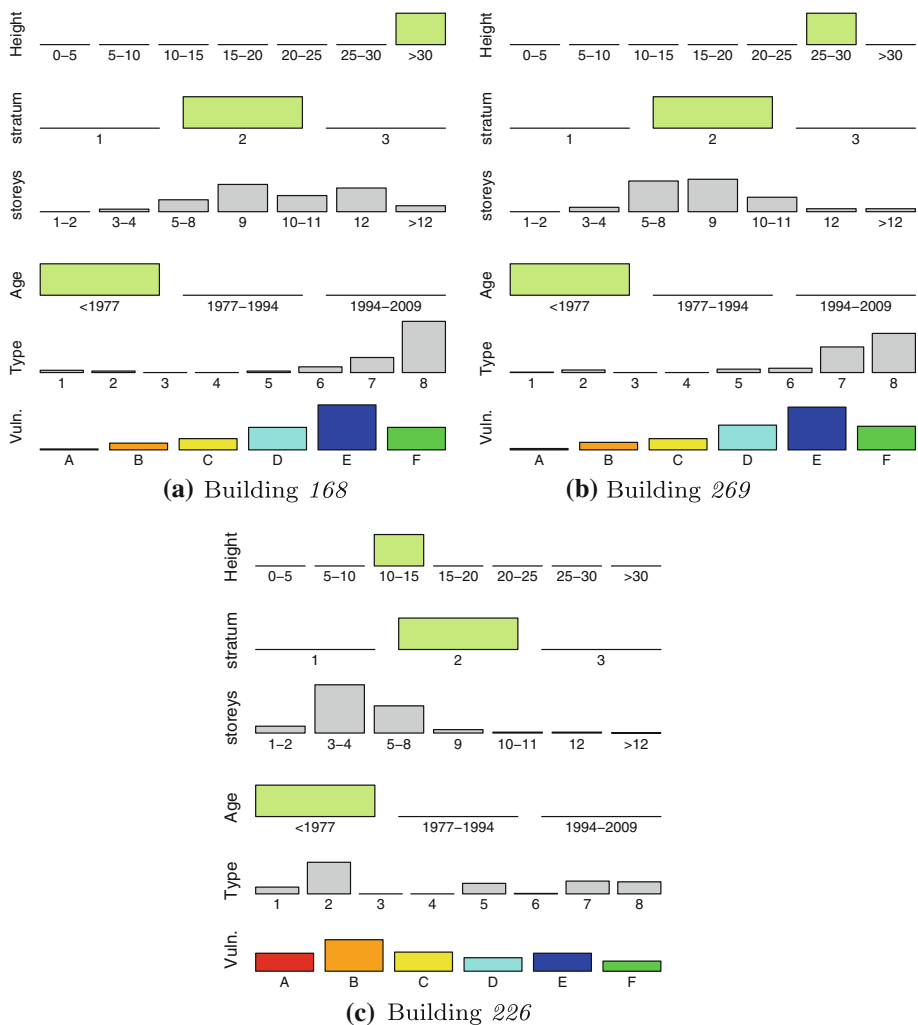 Height
0–5 5–10 10–15 15–20 20–25 25–30 >30
stratum
1 2 3
storeys
1–2 3–4 5–8 9 10–11 12 >12
Age
<1977 1977–1994 1994–2009
Type
1 2 3 4 5 6 7 8
Vuln.
A B C D E F
(a) Building 168
Height
0–5 5–10 10–15 15–20 20–25 25–30 >30
stratum
1 2 3
storeys
1–2 3–4 5–8 9 10–11 12 >12
Age
<1977 1977–1994 1994–2009
Type
1 2 3 4 5 6 7 8
Vuln.
A B C D E F
(b) Building 269
Height
0–5 5–10 10–15 15–20 20–25 25–30 >30
stratum
1 2 3
storeys
1–2 3–4 5–8 9 10–11 12 >12
Age
<1977 1977–1994 1994–2009
Type
1 2 3 4 5 6 7 8
Vuln.
A B C D E F
(c) Building 226